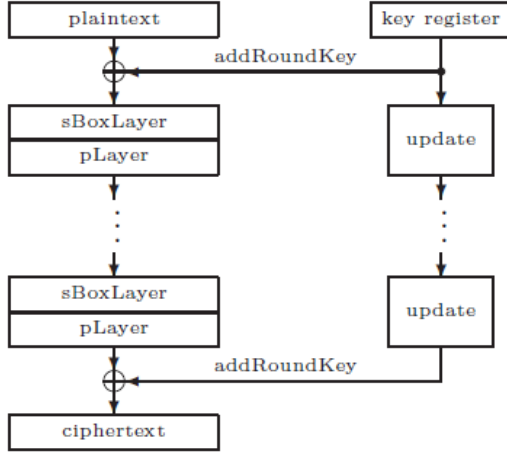 plaintext
key register
addRoundKey
sBoxLayer
pLayer
update
sBoxLayer
pLayer
update
addRoundKey
ciphertext